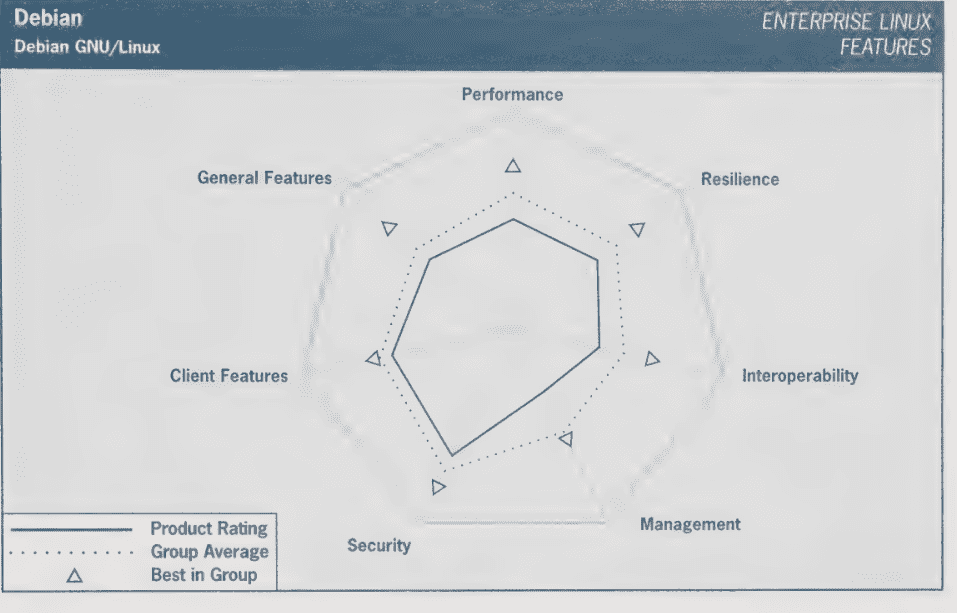 Debian
Debian GNU/Linux
ENTERPRISE LINUX
FEATURES
Performance
General Features
Resilience
Client Features
Interoperability
Management
Security
Product Rating
Group Average
Best in Group